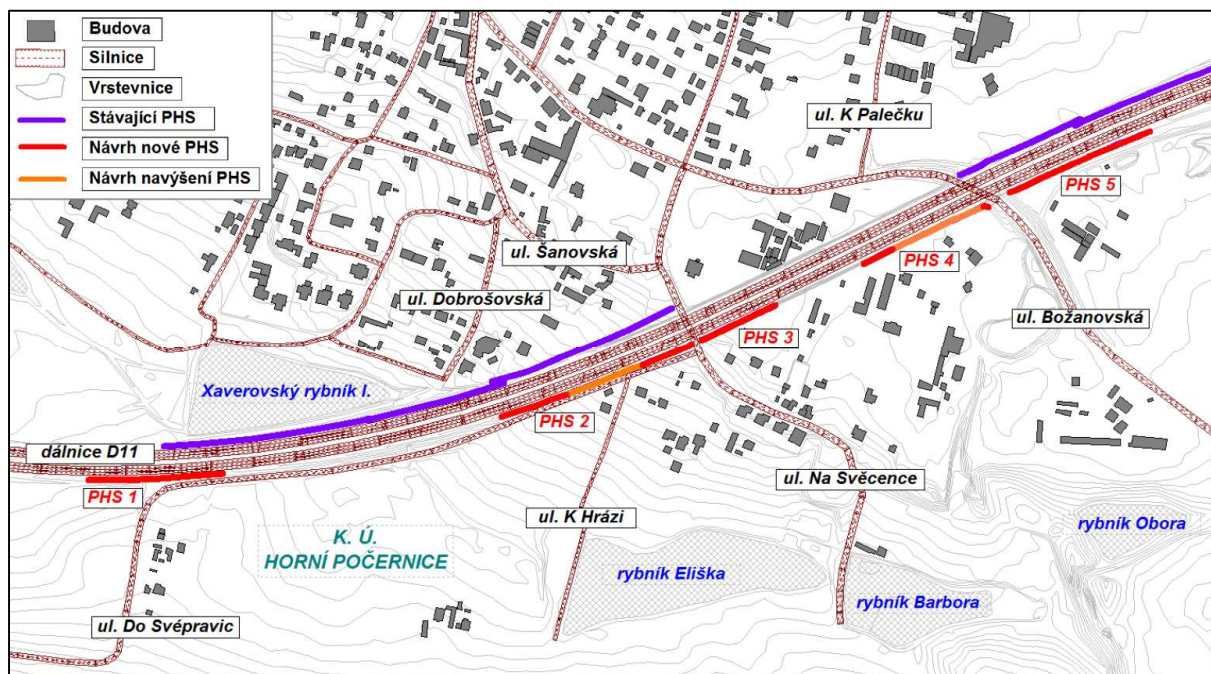 Budova
Silnice
Vrstevnice
Stávající PHS
Návrh nové PHS
Návrh navýšení PHS
ul. K Palečku
PHS 5
ul. Šanovská
PHS 4
ul. Dobrošovská
ul. Božanovská
PHS 3
Xaverovský rybník I.
PHS 2
dálnice D11
ul. Na Svěcence
PHS 1
ul. K Hrázi
rybník Obora
K. Ú.
HORNÍ POČERNICE
rybník Eliška
rybník Barbora
ul. Do Svépravic